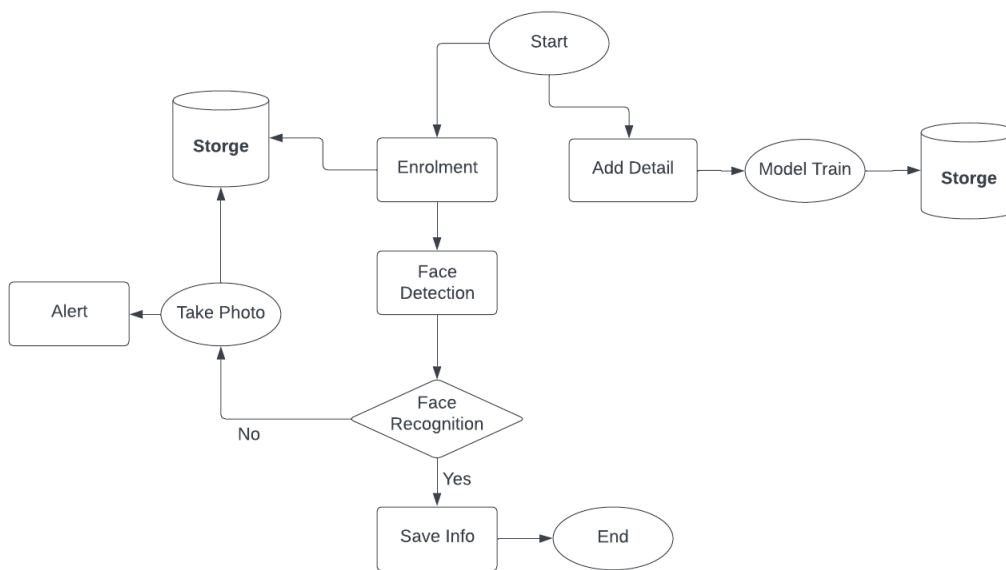 Start
Storge
Enrolment
Add Detail
Model Train
Storge
Face
Detection
Alert
Take Photo
Face
Recognition
No
Yes
Save Info
End